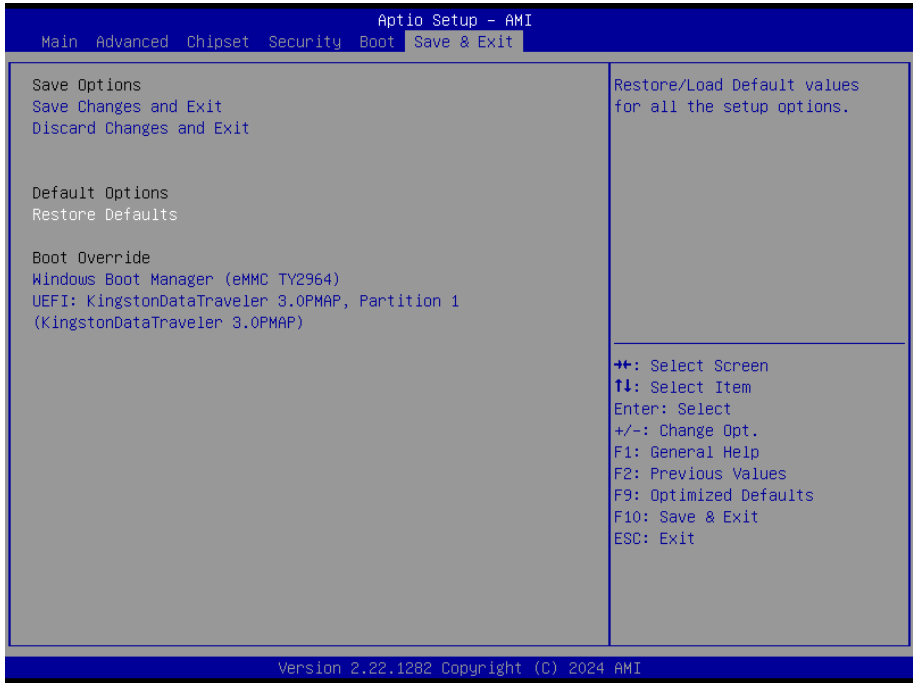 Aptio Setup – AMI
Main Advanced Chipset Security Boot Save & Exit
Save Options
Save Changes and Exit
Discard Changes and Exit
Default Options
Restore Defaults
Boot Override
Windows Boot Manager (eMMC TY2964)
UEFI: KingstonDataTraveler 3.0PMAP, Partition 1
(KingstonDataTraveler 3.0PMAP)
Restore/Load Default values
for all the setup options.
→←: Select Screen
↑↓: Select Item
Enter: Select
+/-: Change Opt.
F1: General Help
F2: Previous Values
F9: Optimized Defaults
F10: Save & Exit
ESC: Exit
Version 2.22.1282 Copyright (C) 2024 AMI